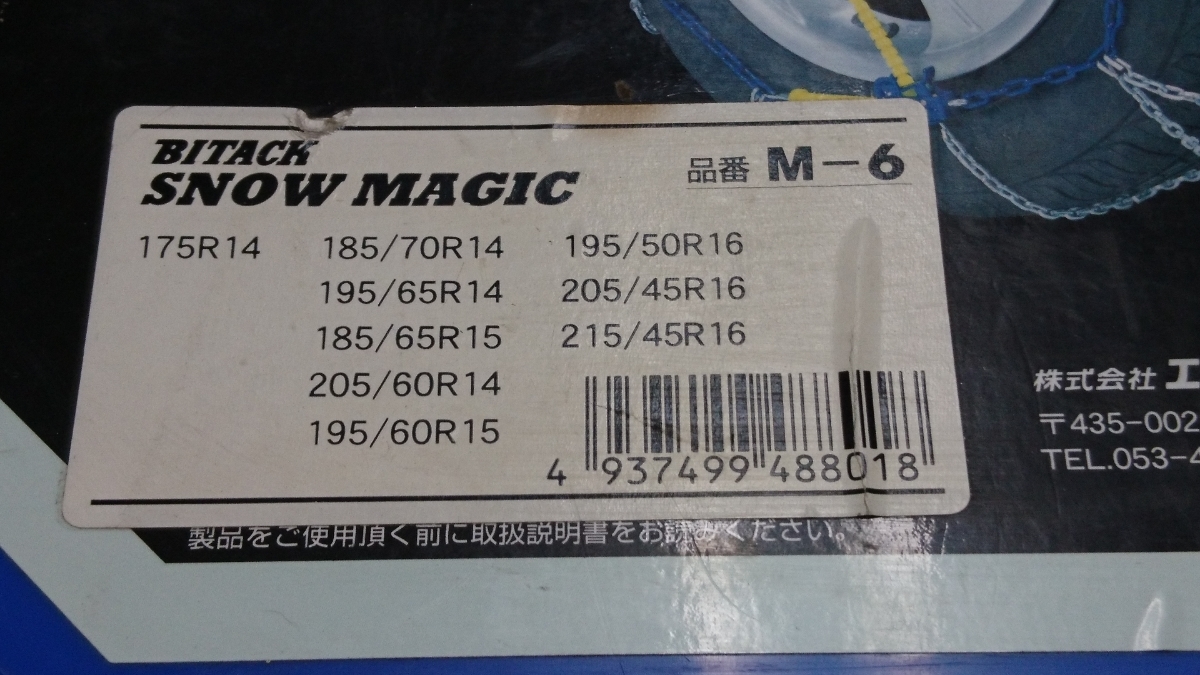 BITACK
SNOW MAGIC
品番 M-6
175R14 185/70R14 195/50R16
195/65R14 205/45R16
185/65R15 215/45R16
205/60R14
195/60R15
4 937499 488018
製品をご使用頂く前に取扱説明書をお読みください。
株式会社 エ
〒435-002
TEL.053-4